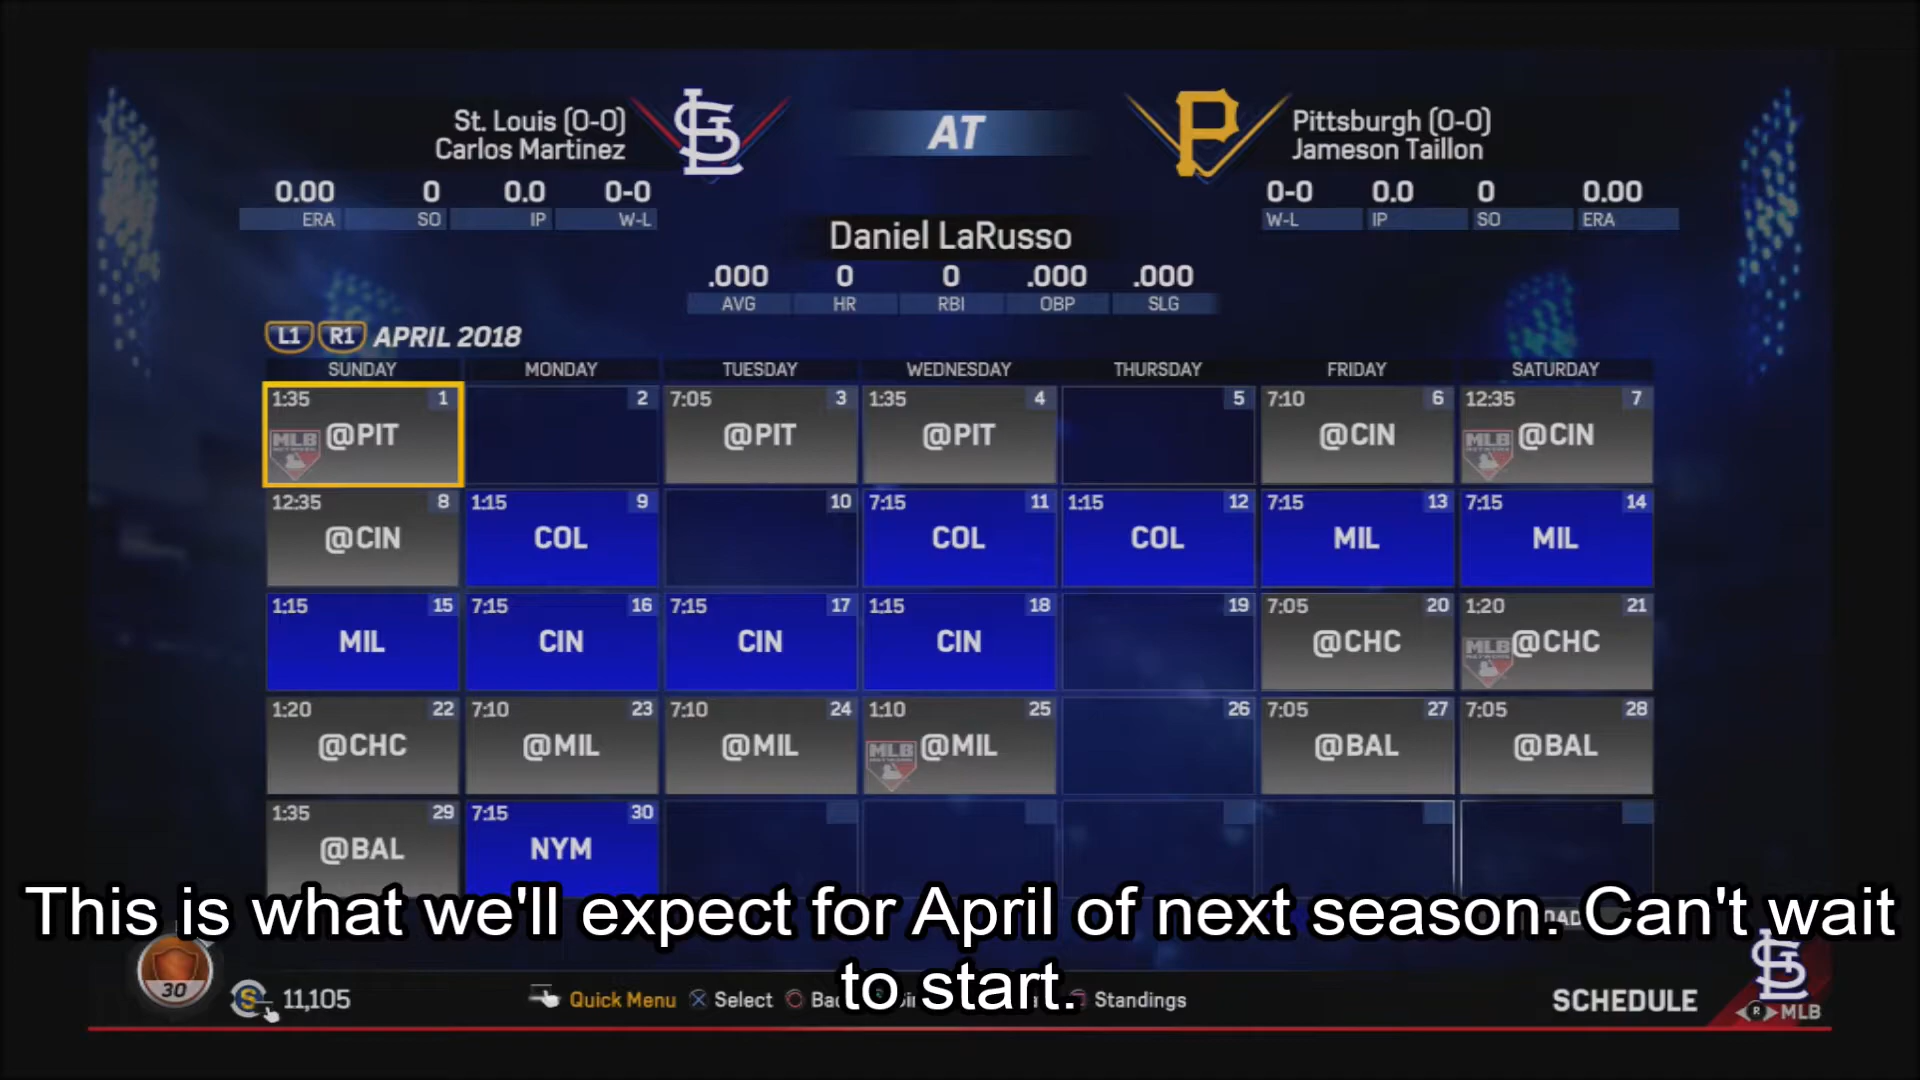 St. Louis (0-0)
Carlos Martinez
AT
Pittsburgh (0-0)
Jameson Taillon
0.00 0 0.0 0-0
ERA SO IP W-L
0-0 0.0 0 0.00
W-L IP SO ERA
Daniel LaRusso
.000 0 0 .000 .000
AVG HR RBI OBP SLG
L1 R1 APRIL 2018
SUNDAY MONDAY TUESDAY WEDNESDAY THURSDAY FRIDAY SATURDAY
1:35 1 2 7:05 3 1:35 4 5 7:10 6 12:35 7
MLB NETWORK @PIT @PIT @PIT @CIN MLB NETWORK @CIN
12:35 8 1:15 9 10 7:15 11 1:15 12 7:15 13 7:15 14
@CIN COL COL COL MIL MIL
1:15 15 7:15 16 7:15 17 1:15 18 19 7:05 20 1:20 21
MIL CIN CIN CIN @CHC MLB NETWORK @CHC
1:20 22 7:10 23 7:10 24 1:10 25 26 7:05 27 7:05 28
@CHC @MIL @MIL MLB NETWORK @MIL @BAL @BAL
1:35 29 7:15 30
@BAL NYM
This is what we'll expect for April of next season. Can't wait
to start.
30 S 11,105 Quick Menu Select Standings SCHEDULE
R MLB